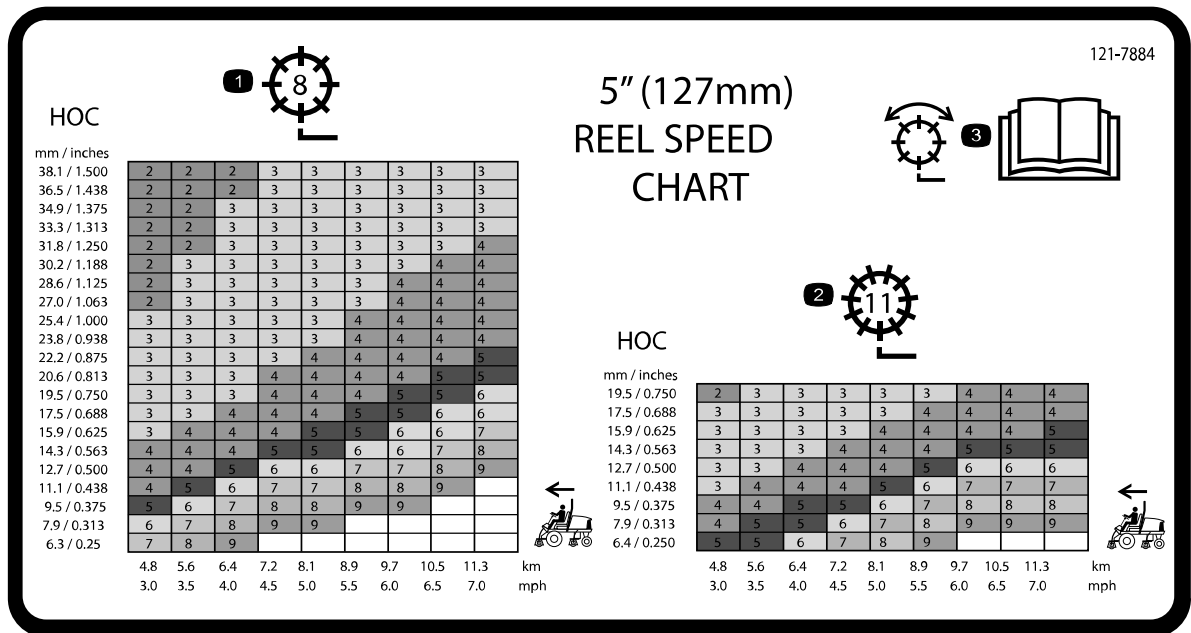 121-7884
5” (127mm)
REEL SPEED
CHART
3
1
8
HOC
mm / inches
38.1 / 1.500 2 2 2 3 3 3 3 3 3
36.5 / 1.438 2 2 2 3 3 3 3 3 3
34.9 / 1.375 2 2 3 3 3 3 3 3 3
33.3 / 1.313 2 2 3 3 3 3 3 3 3
31.8 / 1.250 2 2 3 3 3 3 3 3 4
30.2 / 1.188 2 3 3 3 3 3 3 4 4
28.6 / 1.125 2 3 3 3 3 3 4 4 4
27.0 / 1.063 2 3 3 3 3 3 4 4 4
25.4 / 1.000 3 3 3 3 3 4 4 4 4
23.8 / 0.938 3 3 3 3 3 4 4 4 4
22.2 / 0.875 3 3 3 3 4 4 4 4 5
20.6 / 0.813 3 3 3 4 4 4 4 5 5
19.5 / 0.750 3 3 3 4 4 4 5 5 6
17.5 / 0.688 3 3 4 4 4 5 5 6 6
15.9 / 0.625 3 4 4 4 5 5 6 6 7
14.3 / 0.563 4 4 4 5 5 6 6 7 8
12.7 / 0.500 4 4 5 6 6 7 7 8 9
11.1 / 0.438 4 5 6 7 7 8 8 9
9.5 / 0.375 5 6 7 8 8 9 9
7.9 / 0.313 6 7 8 9 9
6.3 / 0.25 7 8 9
4.8 5.6 6.4 7.2 8.1 8.9 9.7 10.5 11.3 km
3.0 3.5 4.0 4.5 5.0 5.5 6.0 6.5 7.0 mph
2
11
HOC
mm / inches
19.5 / 0.750 2 3 3 3 3 3 4 4 4
17.5 / 0.688 3 3 3 3 3 4 4 4 4
15.9 / 0.625 3 3 3 3 4 4 4 4 5
14.3 / 0.563 3 3 3 4 4 4 5 5 5
12.7 / 0.500 3 3 4 4 4 5 6 6 6
11.1 / 0.438 3 4 4 4 5 6 7 7 7
9.5 / 0.375 4 4 5 5 6 7 8 8 8
7.9 / 0.313 4 5 5 6 7 8 9 9 9
6.4 / 0.250 5 5 6 7 8 9
4.8 5.6 6.4 7.2 8.1 8.9 9.7 10.5 11.3 km
3.0 3.5 4.0 4.5 5.0 5.5 6.0 6.5 7.0 mph